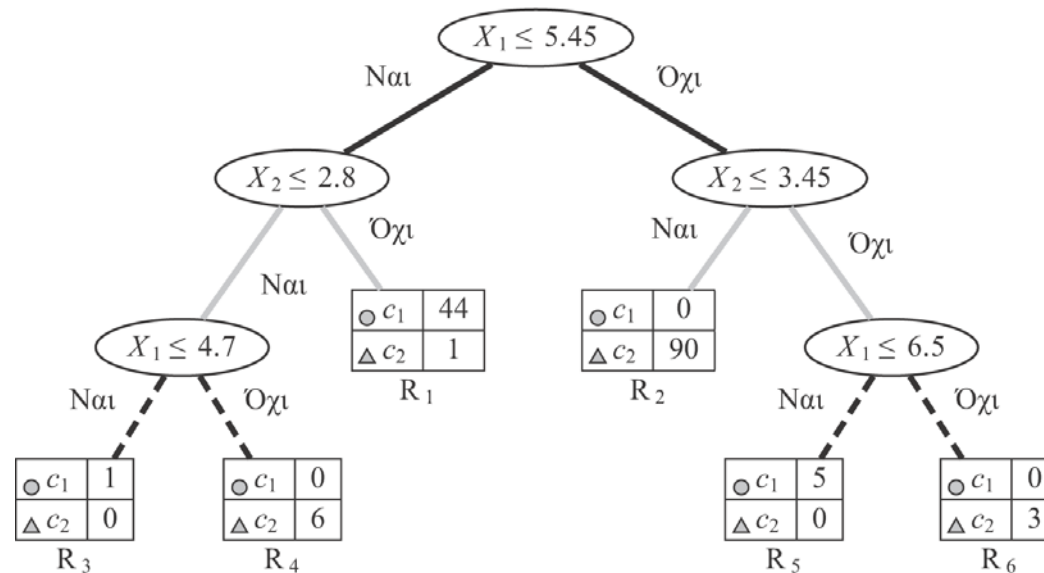 X1 ≤ 5.45
Ναι
Όχι
X2 ≤ 2.8
X2 ≤ 3.45
Ναι
Όχι
Ναι
Όχι
c1 44
c2 1
R1
c1 0
c2 90
R2
X1 ≤ 4.7
X1 ≤ 6.5
Ναι
Όχι
Ναι
Όχι
c1 1
c2 0
R3
c1 0
c2 6
R4
c1 5
c2 0
R5
c1 0
c2 3
R6